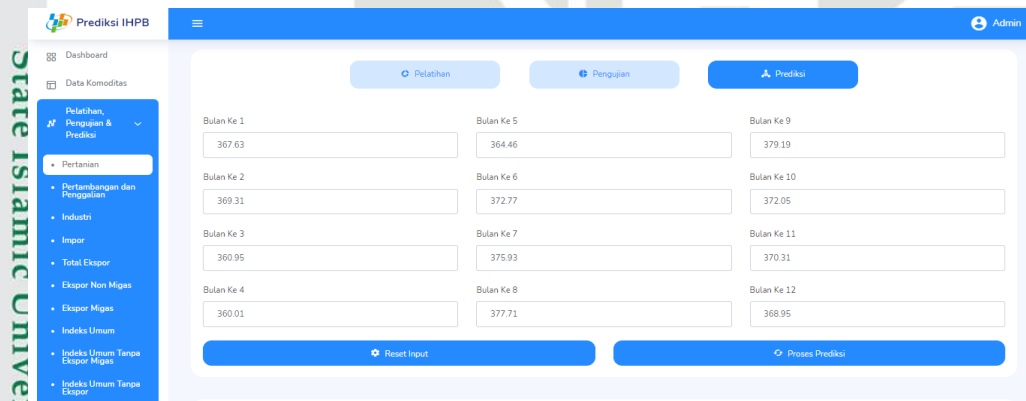 Prediksi IHPB
Admin
Dashboard
Data Komoditas
Pelatihan,
Pengujian &
Prediksi
Pertanian
Pertambangan dan
Penggalian
Industri
Impor
Total Ekspor
Ekspor Non Migas
Ekspor Migas
Indeks Umum
Indeks Umum Tanpa
Ekspor Migas
Indeks Umum Tanpa
Ekspor
Pelatihan
Pengujian
Prediksi
Bulan Ke 1
367.63
Bulan Ke 2
369.31
Bulan Ke 3
360.95
Bulan Ke 4
360.01
Bulan Ke 5
364.46
Bulan Ke 6
372.77
Bulan Ke 7
375.93
Bulan Ke 8
377.71
Bulan Ke 9
379.19
Bulan Ke 10
372.05
Bulan Ke 11
370.31
Bulan Ke 12
368.95
Reset Input
Proses Prediksi
State Islamic Unive